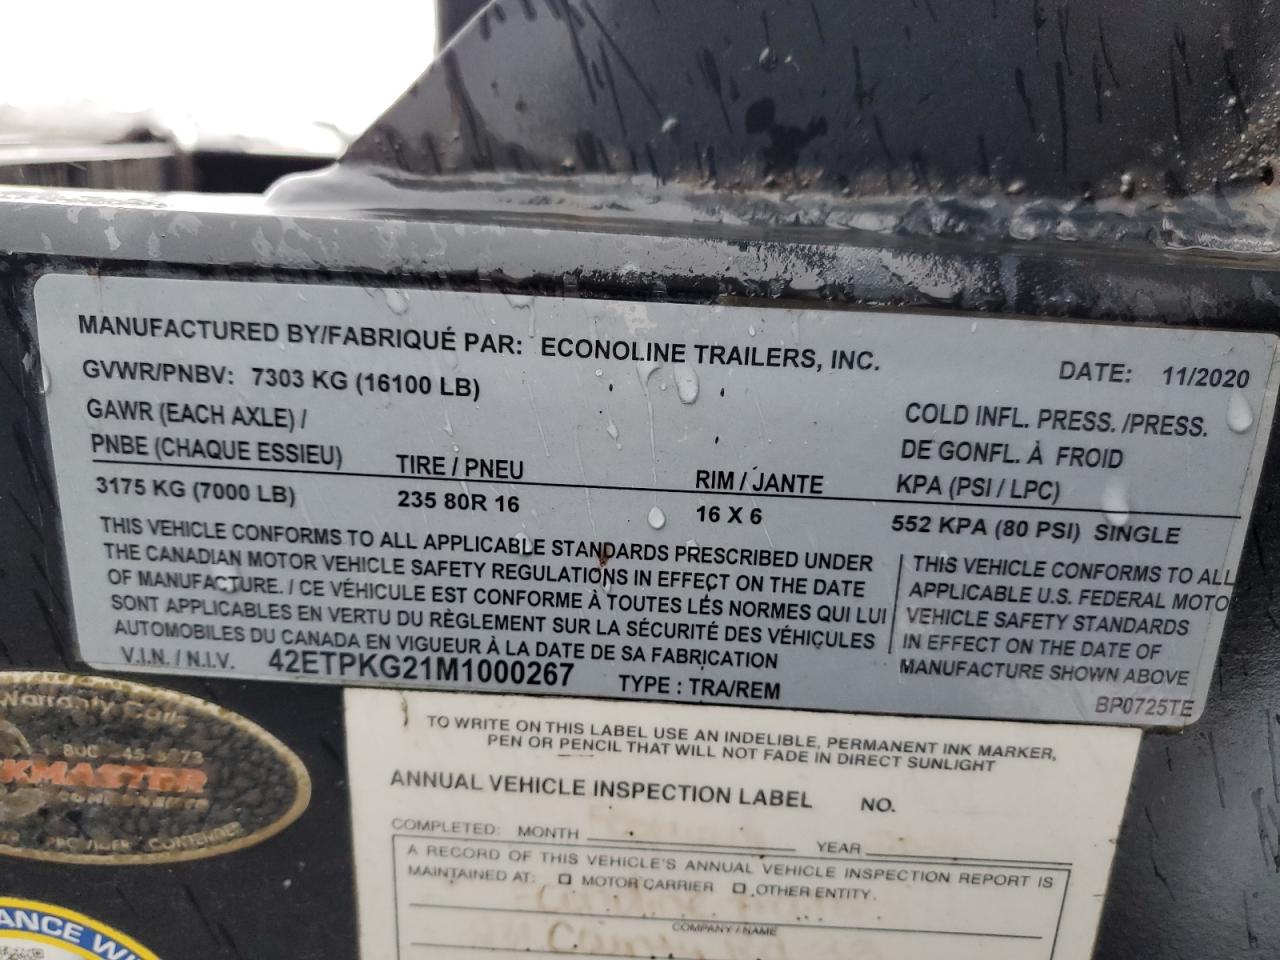 MANUFACTURED BY/FABRIQUÉ PAR: ECONOLINE TRAILERS, INC.
GVWR/PNBV: 7303 KG (16100 LB)
DATE: 11/2020
GAWR (EACH AXLE) /
PNBE (CHAQUE ESSIEU)
TIRE / PNEU
RIM / JANTE
COLD INFL. PRESS. /PRESS.
DE GONFL. À FROID
KPA (PSI / LPC)
3175 KG (7000 LB)
235 80R 16
16 X 6
552 KPA (80 PSI) SINGLE
THIS VEHICLE CONFORMS TO ALL APPLICABLE STANDARDS PRESCRIBED UNDER
THE CANADIAN MOTOR VEHICLE SAFETY REGULATIONS IN EFFECT ON THE DATE
OF MANUFACTURE. / CE VÉHICULE EST CONFORME À TOUTES LES NORMES QUI LUI
SONT APPLICABLES EN VERTU DU RÈGLEMENT SUR LA SÉCURITÉ DES VÉHICULES
AUTOMOBILES DU CANADA EN VIGUEUR À LA DATE DE SA FABRICATION
THIS VEHICLE CONFORMS TO ALL
APPLICABLE U.S. FEDERAL MOTO
VEHICLE SAFETY STANDARDS
IN EFFECT ON THE DATE OF
MANUFACTURE SHOWN ABOVE
V.I.N. / N.I.V. 42ETPKG21M1000267 TYPE : TRA/REM
BP0725TE
Warranty Calls
KMASTER
TO WRITE ON THIS LABEL USE AN INDELIBLE, PERMANENT INK MARKER,
PEN OR PENCIL THAT WILL NOT FADE IN DIRECT SUNLIGHT
ANNUAL VEHICLE INSPECTION LABEL NO.
COMPLETED: MONTH YEAR
A RECORD OF THIS VEHICLE'S ANNUAL VEHICLE INSPECTION REPORT IS
MAINTAINED AT: MOTOR CARRIER OTHER ENTITY.
COMPANY NAME
ANCE WI